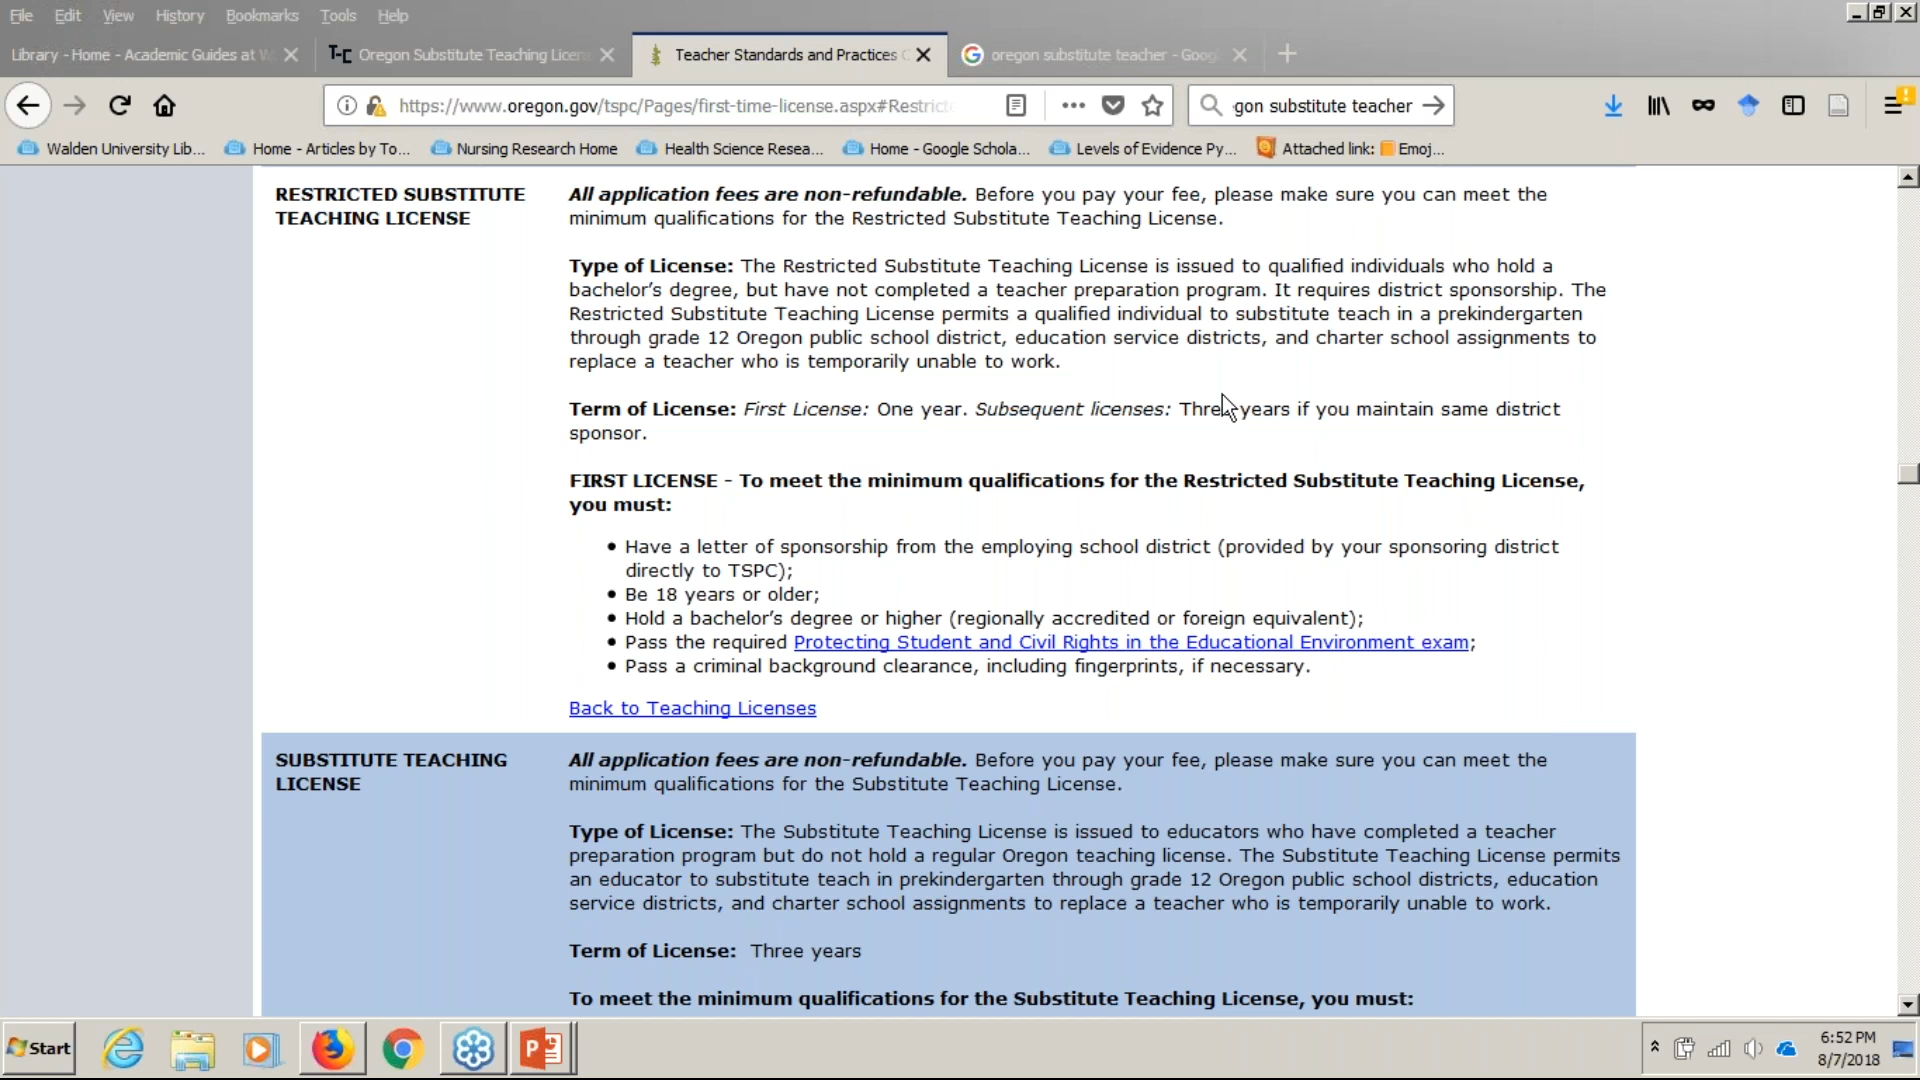 File Edit View History Bookmarks Tools Help
Library - Home - Academic Guides at W
T-C Oregon Substitute Teaching Licen
Teacher Standards and Practices
oregon substitute teacher - Goog
https://www.oregon.gov/tspc/Pages/first-time-license.aspx#Restricte
gon substitute teacher
Walden University Lib... Home - Articles by To... Nursing Research Home Health Science Resea... Home - Google Schola... Levels of Evidence Py... Attached link: Emoj...
RESTRICTED SUBSTITUTE
TEACHING LICENSE
All application fees are non-refundable. Before you pay your fee, please make sure you can meet the
minimum qualifications for the Restricted Substitute Teaching License.
Type of License: The Restricted Substitute Teaching License is issued to qualified individuals who hold a
bachelor's degree, but have not completed a teacher preparation program. It requires district sponsorship. The
Restricted Substitute Teaching License permits a qualified individual to substitute teach in a prekindergarten
through grade 12 Oregon public school district, education service districts, and charter school assignments to
replace a teacher who is temporarily unable to work.
Term of License: First License: One year. Subsequent licenses: Three years if you maintain same district
sponsor.
FIRST LICENSE - To meet the minimum qualifications for the Restricted Substitute Teaching License,
you must:
• Have a letter of sponsorship from the employing school district (provided by your sponsoring district
directly to TSPC);
• Be 18 years or older;
• Hold a bachelor's degree or higher (regionally accredited or foreign equivalent);
• Pass the required Protecting Student and Civil Rights in the Educational Environment exam;
• Pass a criminal background clearance, including fingerprints, if necessary.
Back to Teaching Licenses
SUBSTITUTE TEACHING
LICENSE
All application fees are non-refundable. Before you pay your fee, please make sure you can meet the
minimum qualifications for the Substitute Teaching License.
Type of License: The Substitute Teaching License is issued to educators who have completed a teacher
preparation program but do not hold a regular Oregon teaching license. The Substitute Teaching License permits
an educator to substitute teach in prekindergarten through grade 12 Oregon public school districts, education
service districts, and charter school assignments to replace a teacher who is temporarily unable to work.
Term of License: Three years
To meet the minimum qualifications for the Substitute Teaching License, you must:
Start
6:52 PM
8/7/2018